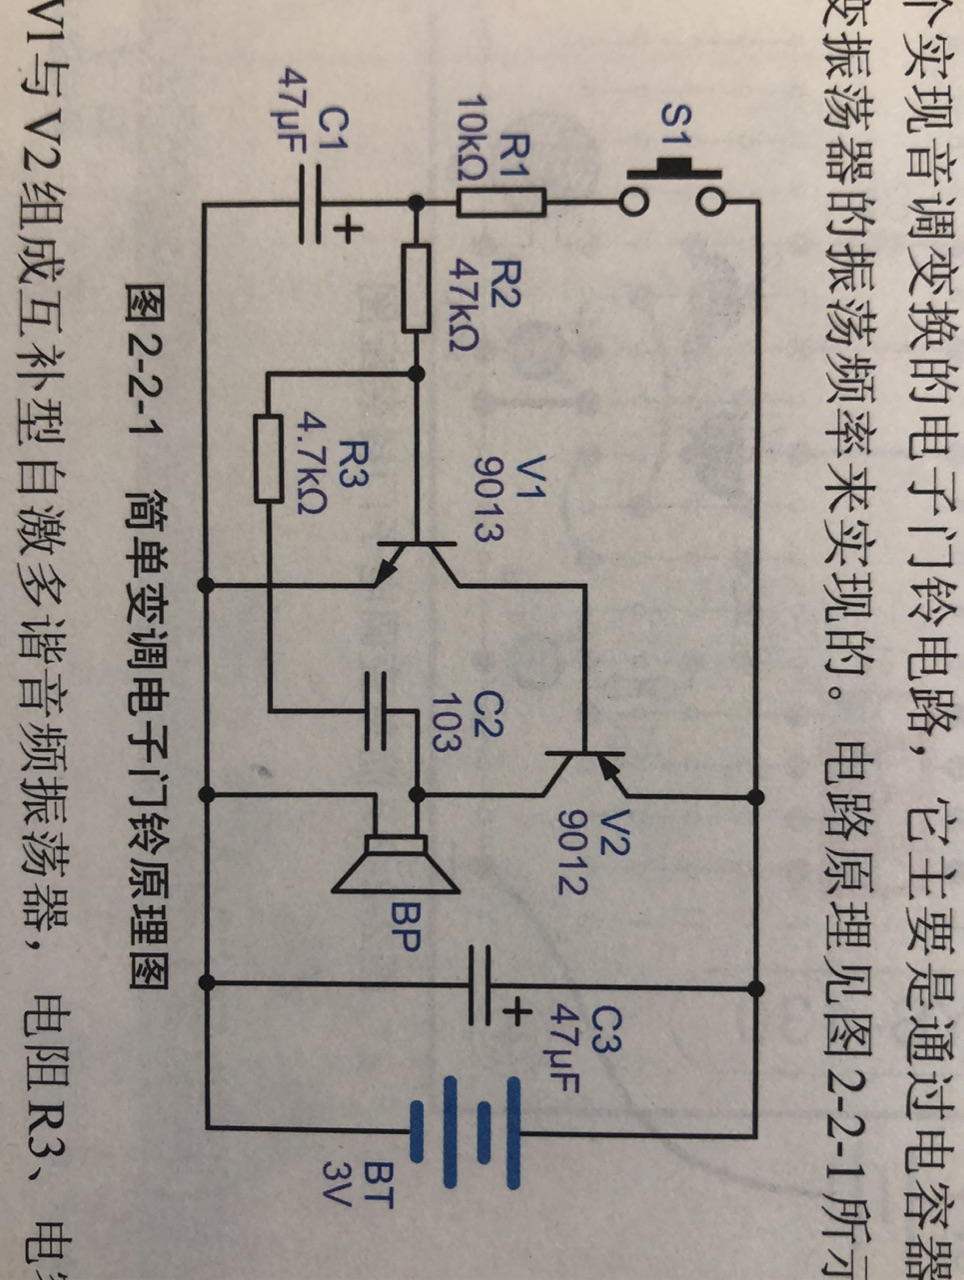 个实现音调变换的电子门铃电路，它主要是通过电容器
变振荡器的振荡频率来实现的。电路原理见图2-2-1所示
S1
R1
10kΩ
R2
47kΩ
C1
47μF
+
R3
4.7kΩ
V1
9013
V2
9012
C2
103
BP
C3
47μF
+
BT
3V
图2-2-1 简单变调电子门铃原理图
V1与V2组成互补型自激多谐音频振荡器，电阻R3、电